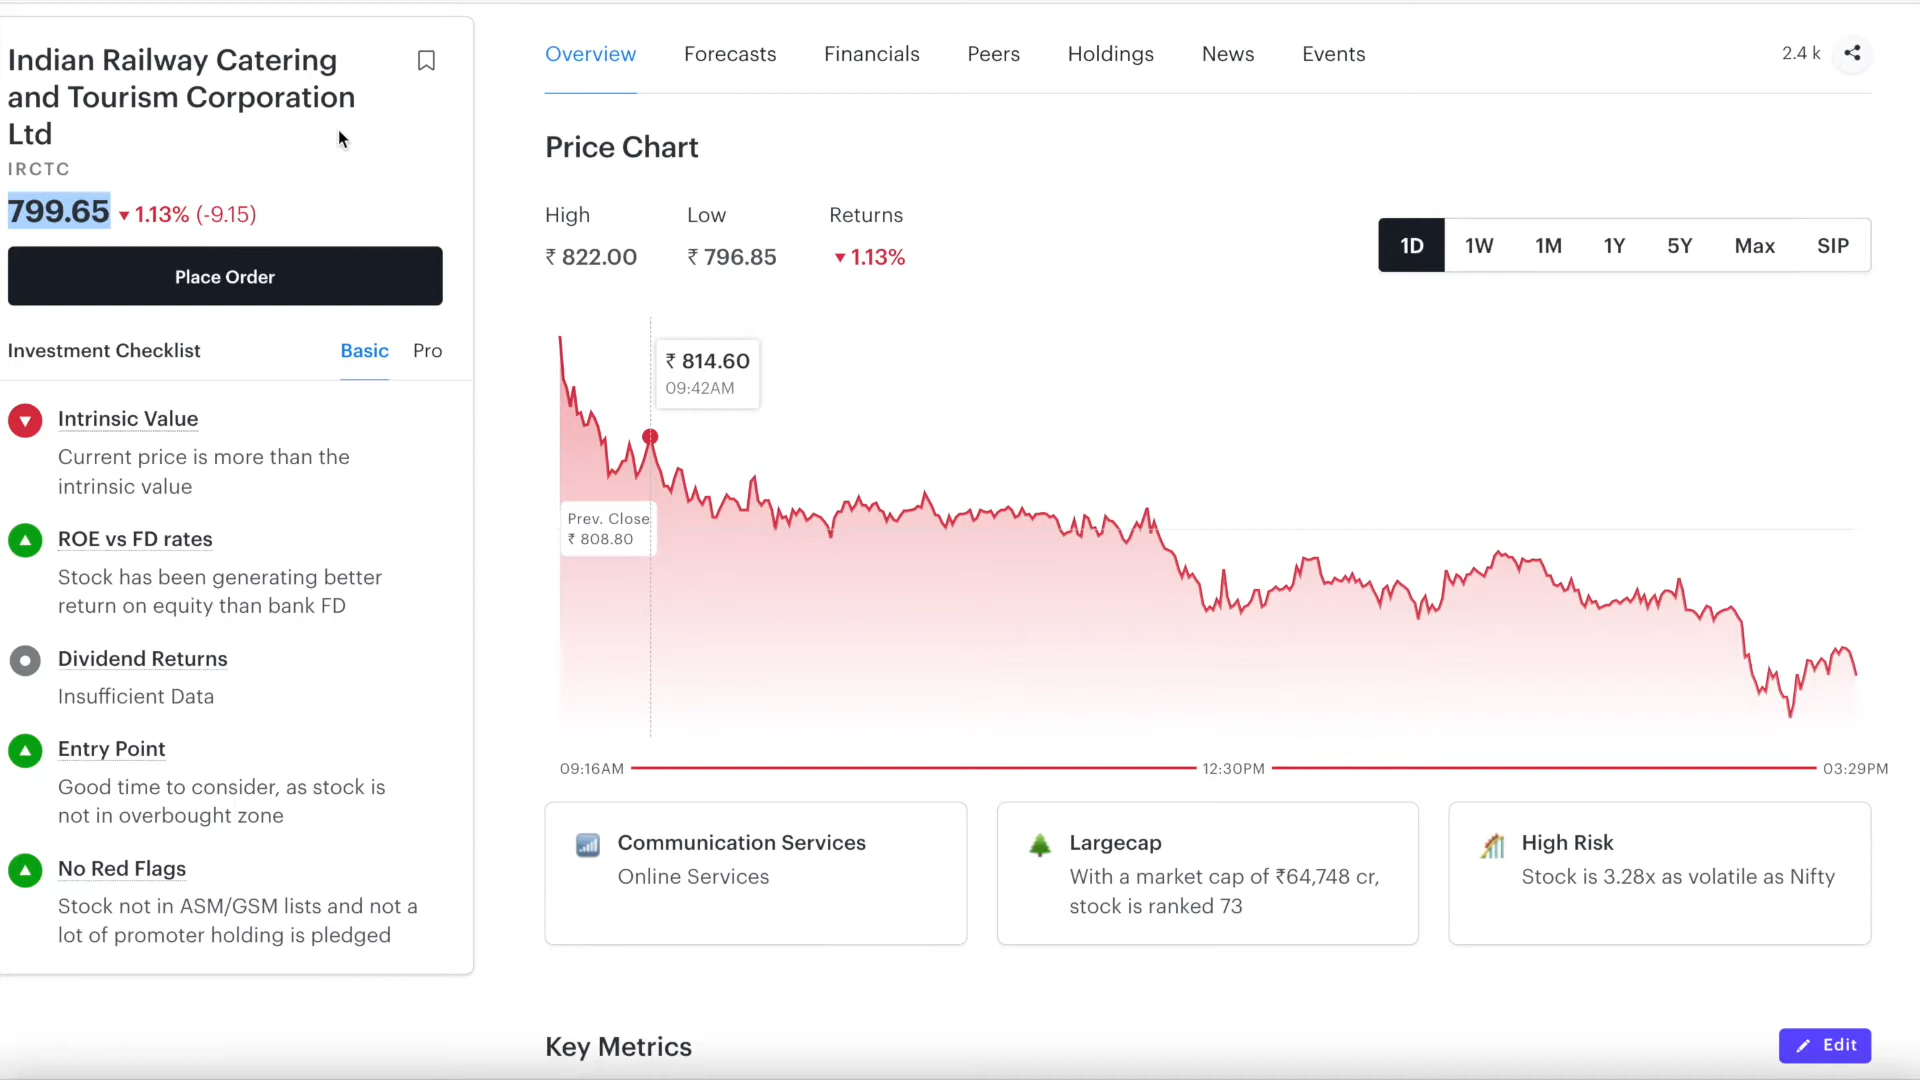 Indian Railway Catering
and Tourism Corporation
Ltd
IRCTC
799.65 ▼ 1.13% (-9.15)
Place Order
Investment Checklist Basic Pro
Intrinsic Value
Current price is more than the
intrinsic value
ROE vs FD rates
Stock has been generating better
return on equity than bank FD
Dividend Returns
Insufficient Data
Entry Point
Good time to consider, as stock is
not in overbought zone
No Red Flags
Stock not in ASM/GSM lists and not a
lot of promoter holding is pledged
Overview Forecasts Financials Peers Holdings News Events 2.4 k
Price Chart
High Low Returns
₹ 822.00 ₹ 796.85 ▼ 1.13%
1D 1W 1M 1Y 5Y Max SIP
₹ 814.60
09:42AM
Prev. Close
₹ 808.80
09:16AM 12:30PM 03:29PM
Communication Services
Online Services
Largecap
With a market cap of ₹64,748 cr,
stock is ranked 73
High Risk
Stock is 3.28x as volatile as Nifty
Key Metrics
Edit